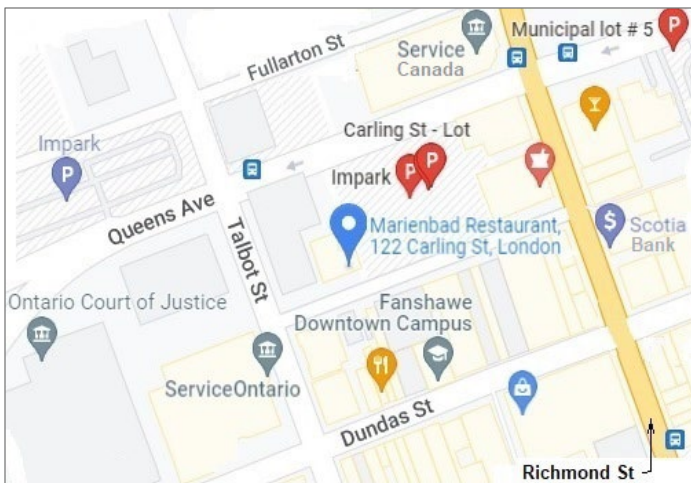 Municipal lot # 5
Fullarton St
Service
Canada
Carling St - Lot
Impark
P
P
P
P
Impark
Queens Ave
Talbot St
Marienbad Restaurant,
122 Carling St, London
$
Scotia
Bank
Ontario Court of Justice
Fanshawe
Downtown Campus
ServiceOntario
Dundas St
Richmond St